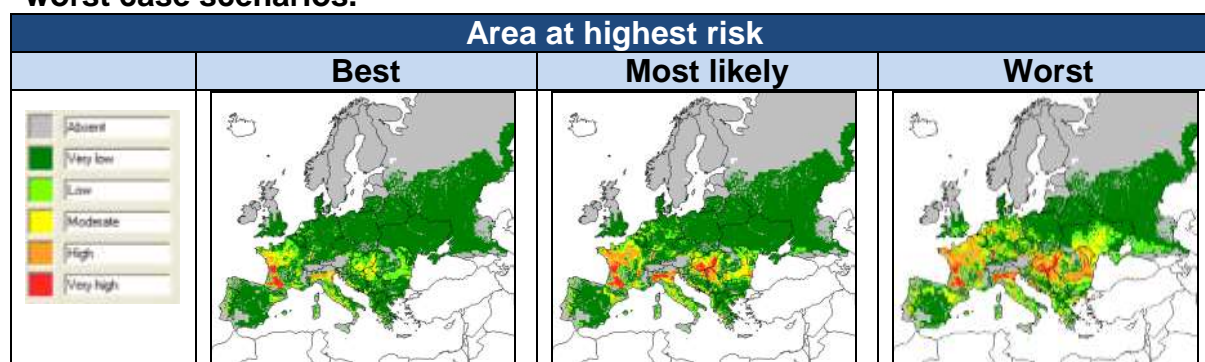 worst case scenarios.
Area at highest risk
Best Most likely Worst
Absent
Very low
Low
Moderate
High
Very high